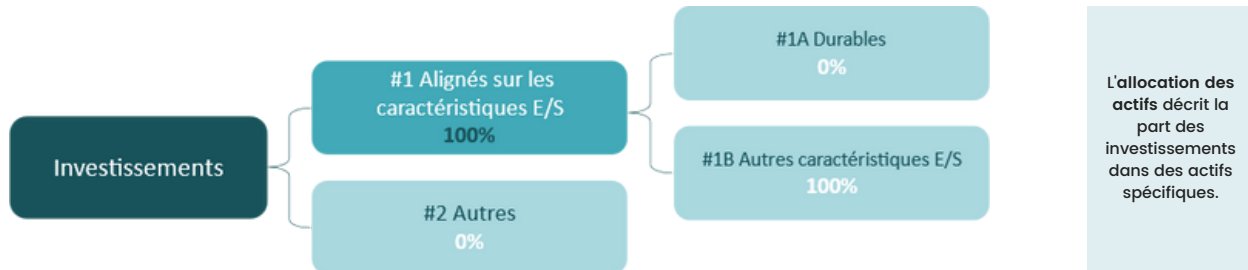 Investissements
#1 Alignés sur les
caractéristiques E/S
100%
#2 Autres
0%
#1A Durables
0%
#1B Autres caractéristiques E/S
100%
L'allocation des
actifs décrit la
part des
investissements
dans des actifs
spécifiques.